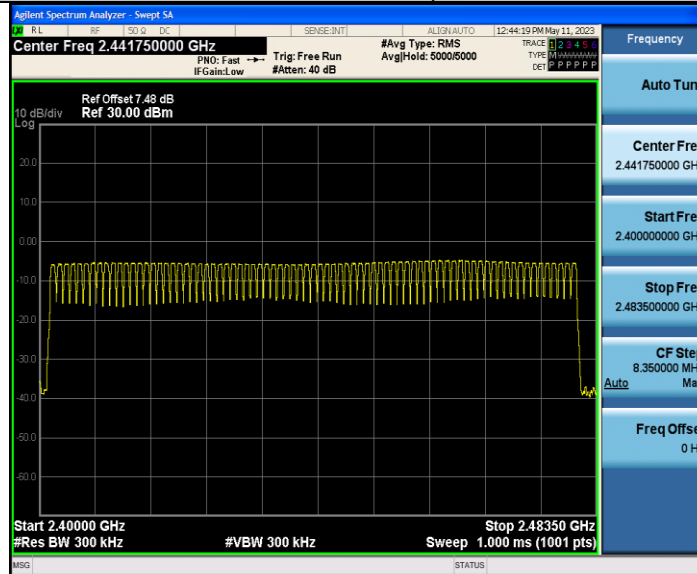 Agilent Spectrum Analyzer - Swept SA
RL RF 50 Ω DC SENSE:INT ALIGN AUTO 12:44:19 PM May 11, 2023
Center Freq 2.441750000 GHz
PNO: Fast
IFGain:Low
Trig: Free Run
#Atten: 40 dB
#Avg Type: RMS
Avg|Hold: 5000/5000
TRACE 1 2 3 4 5 6
TYPE M
DET P P P P P P
Frequency
Ref Offset 7.48 dB
10 dB/div Ref 30.00 dBm
Log
20.0
10.0
0.00
-10.0
-20.0
-30.0
-40.0
-50.0
-60.0
Start 2.40000 GHz Stop 2.48350 GHz
#Res BW 300 kHz #VBW 300 kHz Sweep 1.000 ms (1001 pts)
MSG STATUS
Auto Tun
Center Fre
2.441750000 GH
Start Fre
2.400000000 GH
Stop Fre
2.483500000 GH
CF Ste
8.350000 MH
Auto Ma
Freq Offse
0 H